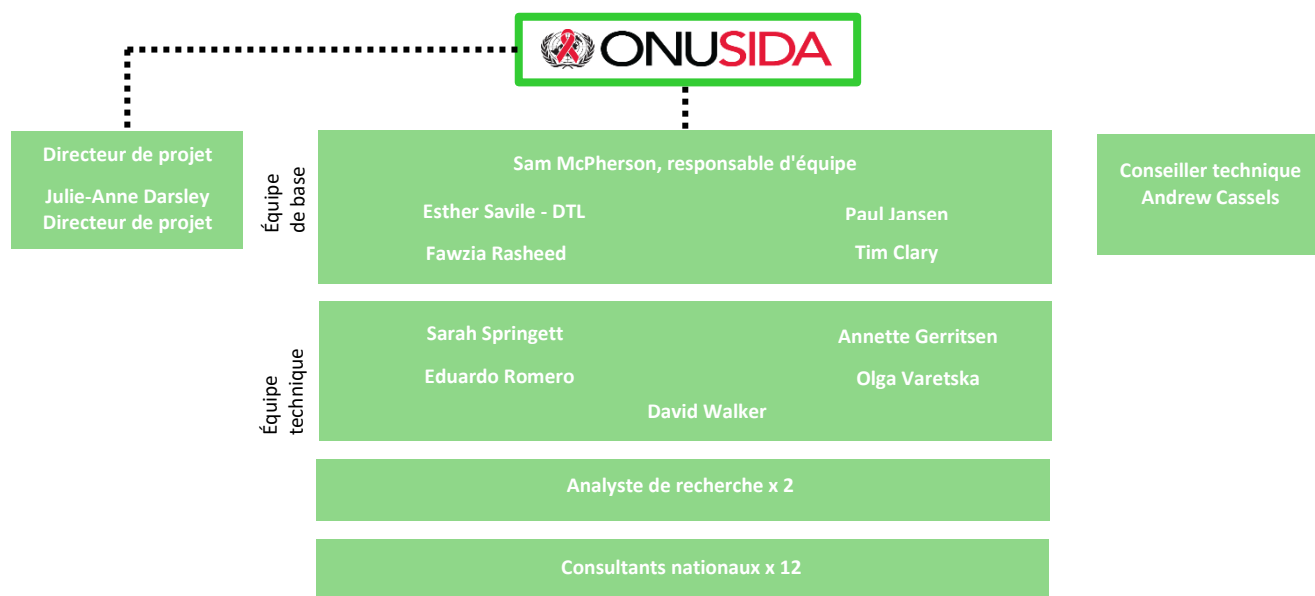 ONUSIDA
Directeur de projet
Julie-Anne Darsley
Directeur de projet
Équipe
de base
Sam McPherson, responsable d'équipe
Esther Savile - DTL
Paul Jansen
Fawzia Rasheed
Tim Clary
Conseiller technique
Andrew Cassels
Équipe
technique
Sarah Springett
Annette Gerritsen
Eduardo Romero
Olga Varetska
David Walker
Analyste de recherche x 2
Consultants nationaux x 12